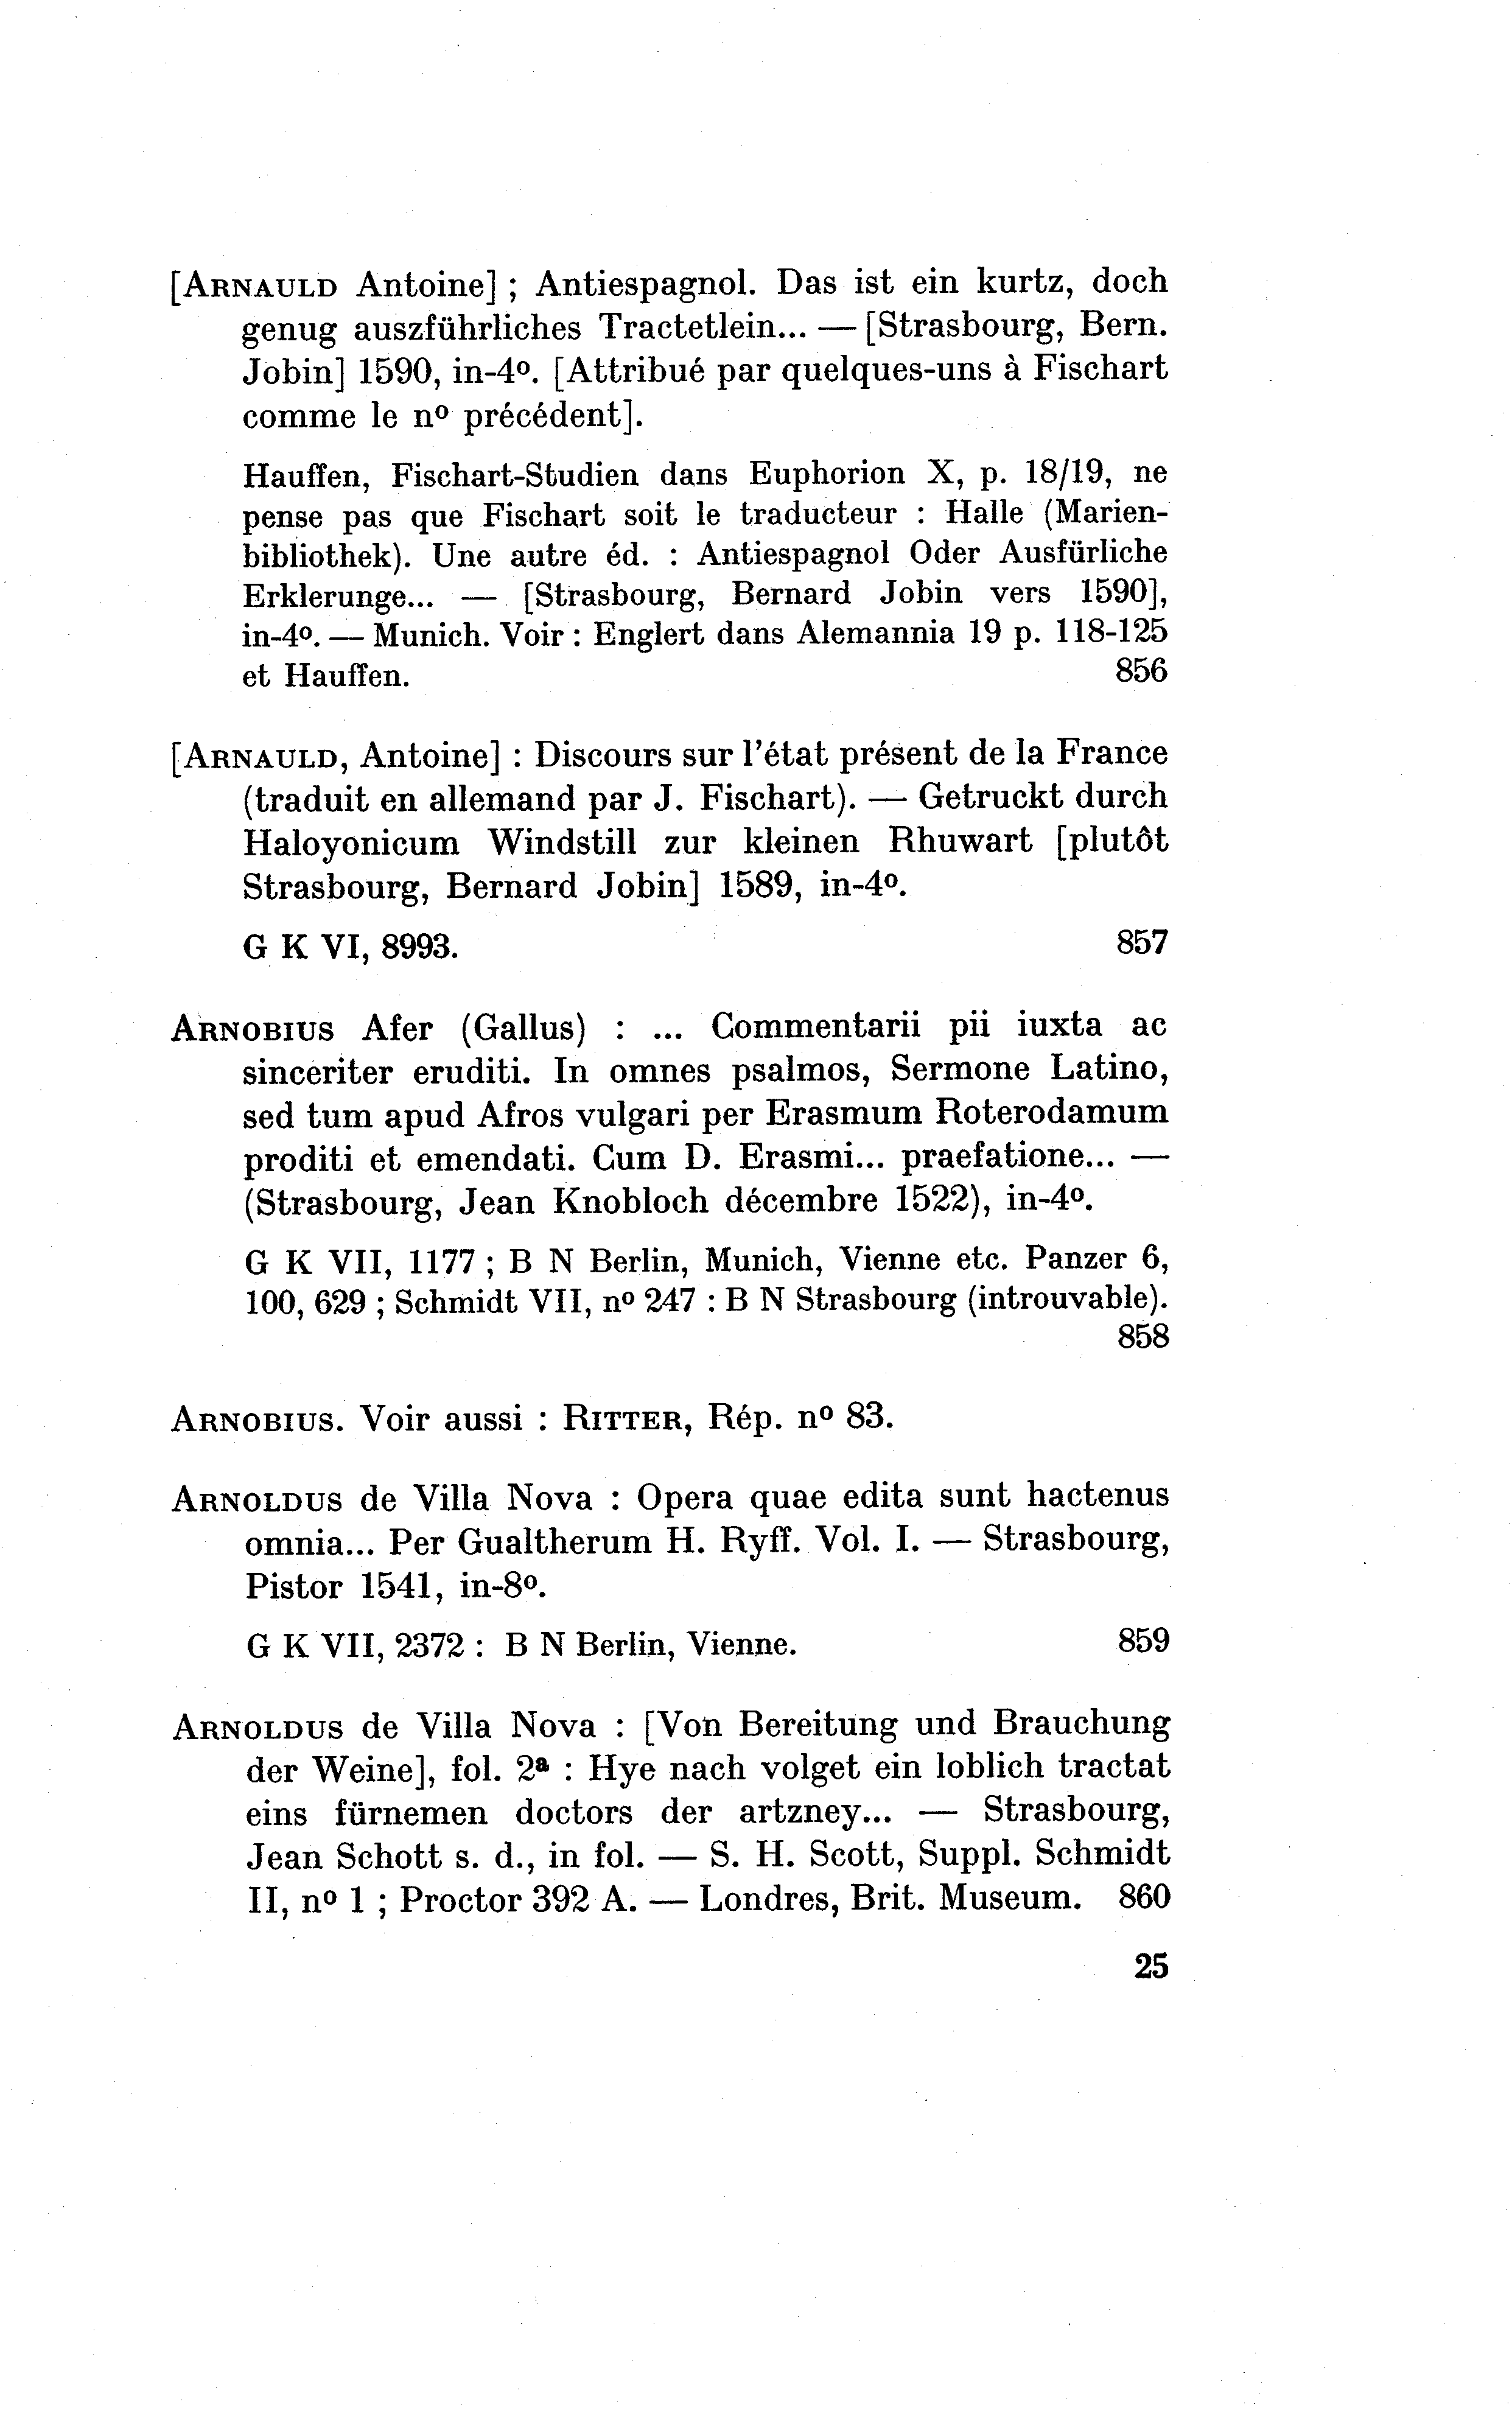 [ARNAULD Antoine] ; Antiespagnol. Das ist ein kurtz, doch
genug auszführliches Tractetlein... — [Strasbourg, Bern.
Jobin] 1590, in-4º. [Attribué par quelques-uns à Fischart
comme le nº précédent].
Hauffen, Fischart-Studien dans Euphorion X, p. 18/19, ne
pense pas que Fischart soit le traducteur : Halle (Marien-
bibliothek). Une autre éd. : Antiespagnol Oder Ausfürliche
Erklerunge... — [Strasbourg, Bernard Jobin vers 1590],
in-4º. — Munich. Voir : Englert dans Alemannia 19 p. 118-125
et Hauffen. 856
[ARNAULD, Antoine] : Discours sur l'état présent de la France
(traduit en allemand par J. Fischart). — Getruckt durch
Haloyonicum Windstill zur kleinen Rhuwart [plutôt
Strasbourg, Bernard Jobin] 1589, in-4º.
G K VI, 8993. 857
ARNOBIUS Afer (Gallus) : ... Commentarii pii iuxta ac
sinceriter eruditi. In omnes psalmos, Sermone Latino,
sed tum apud Afros vulgari per Erasmum Roterodamum
proditi et emendati. Cum D. Erasmi... praefatione... —
(Strasbourg, Jean Knobloch décembre 1522), in-4º.
G K VII, 1177 ; B N Berlin, Munich, Vienne etc. Panzer 6,
100, 629 ; Schmidt VII, nº 247 : B N Strasbourg (introuvable).
858
ARNOBIUS. Voir aussi : RITTER, Rép. nº 83.
ARNOLDUS de Villa Nova : Opera quae edita sunt hactenus
omnia... Per Gualtherum H. Ryff. Vol. I. — Strasbourg,
Pistor 1541, in-8º.
G K VII, 2372 : B N Berlin, Vienne. 859
ARNOLDUS de Villa Nova : [Von Bereitung und Brauchung
der Weine], fol. 2ª : Hye nach volget ein loblich tractat
eins fürnemen doctors der artzney... — Strasbourg,
Jean Schott s. d., in fol. — S. H. Scott, Suppl. Schmidt
II, nº 1 ; Proctor 392 A. — Londres, Brit. Museum. 860
25